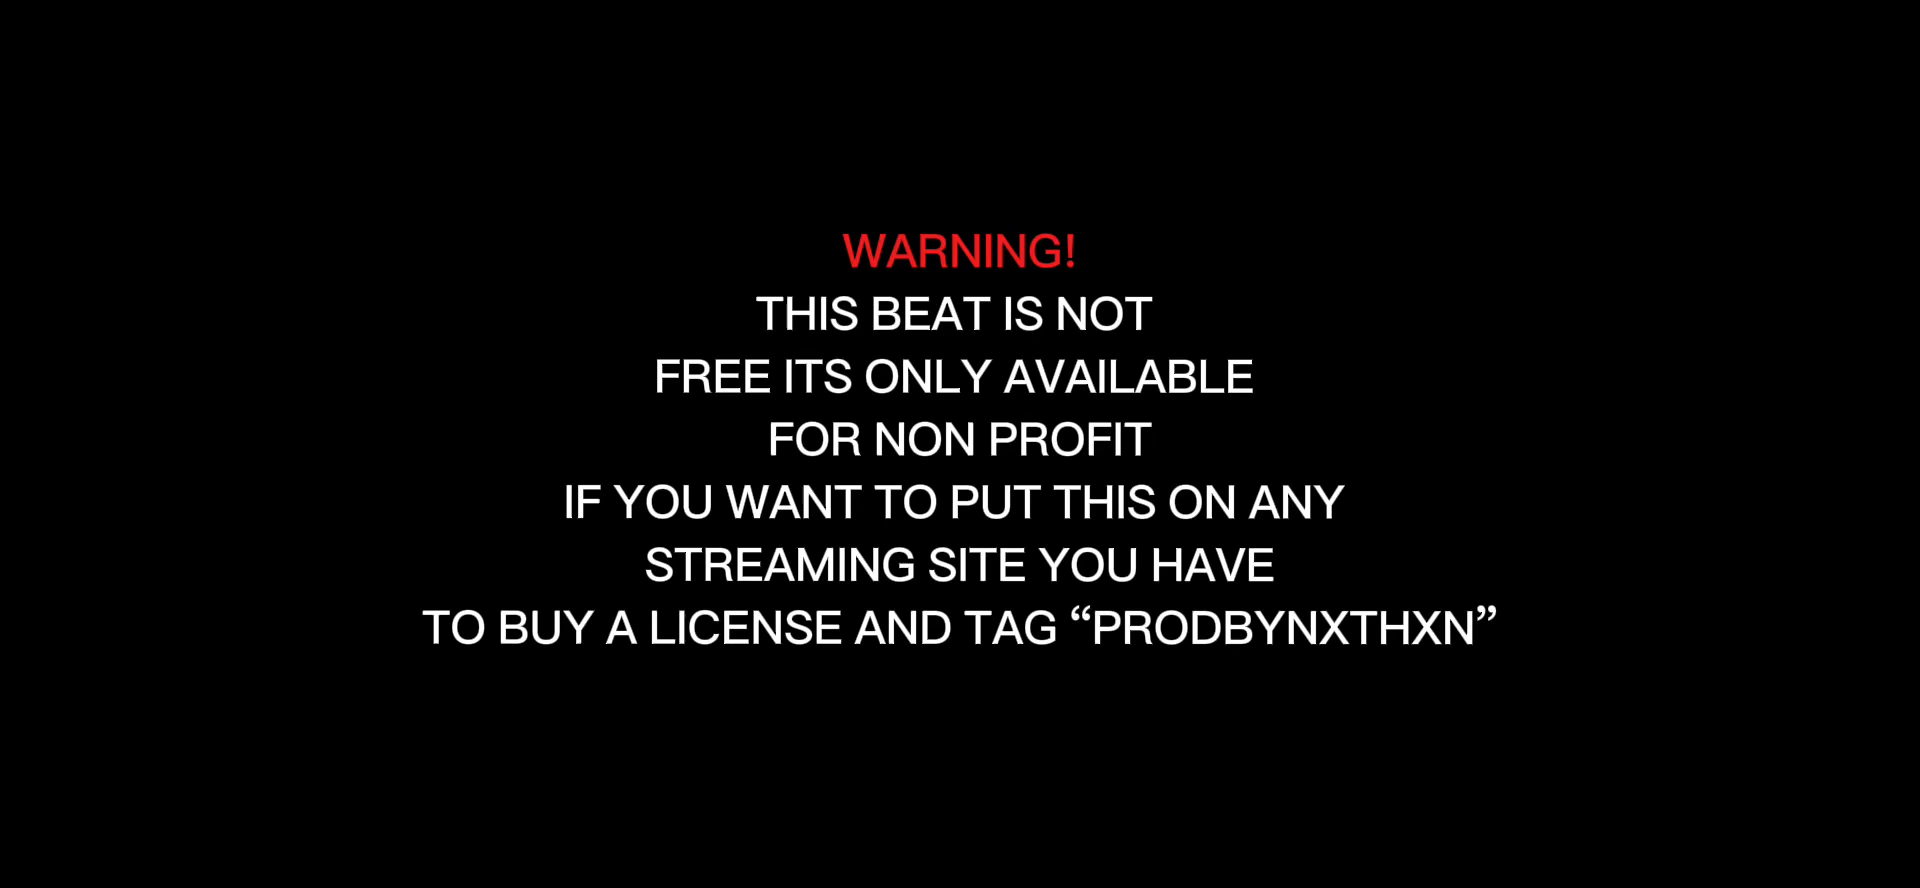 WARNING!
THIS BEAT IS NOT
FREE ITS ONLY AVAILABLE
FOR NON PROFIT
IF YOU WANT TO PUT THIS ON ANY
STREAMING SITE YOU HAVE
TO BUY A LICENSE AND TAG “PRODBYNXTHXN”